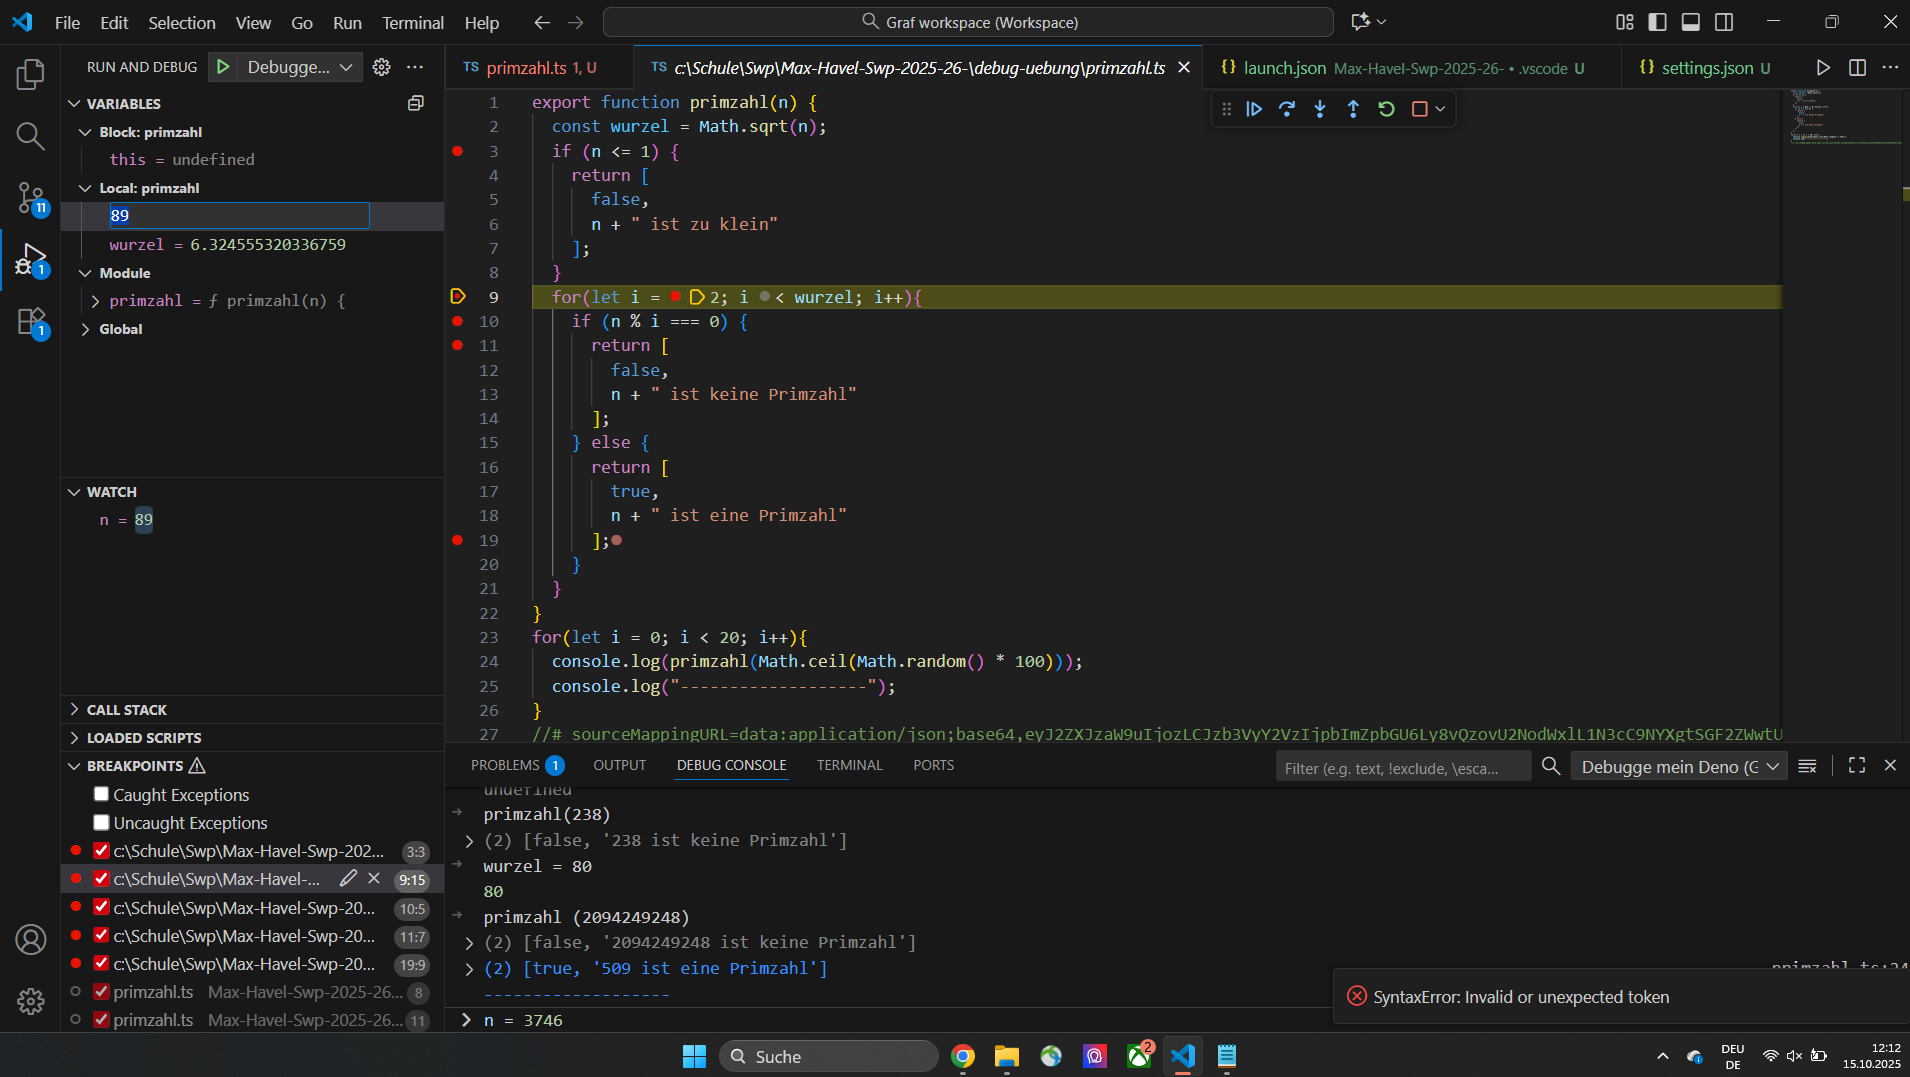 File Edit Selection View Go Run Terminal Help
Graf workspace (Workspace)
RUN AND DEBUG Debugge...
TS primzahl.ts 1, U
TS c:\Schule\Swp\Max-Havel-Swp-2025-26-\debug-uebung\primzahl.ts
{} launch.json Max-Havel-Swp-2025-26- • .vscode U
{} settings.json U
VARIABLES
Block: primzahl
this = undefined
Local: primzahl
89
wurzel = 6.324555320336759
Module
primzahl = ƒ primzahl(n) {
Global
WATCH
n = 89
CALL STACK
LOADED SCRIPTS
BREAKPOINTS
Caught Exceptions
Uncaught Exceptions
c:\Schule\Swp\Max-Havel-Swp-202... 3:3
c:\Schule\Swp\Max-Havel-... 9:15
c:\Schule\Swp\Max-Havel-Swp-20... 10:5
c:\Schule\Swp\Max-Havel-Swp-20... 11:7
c:\Schule\Swp\Max-Havel-Swp-20... 19:9
primzahl.ts Max-Havel-Swp-2025-26... 8
primzahl.ts Max-Havel-Swp-2025-26... 11
11
1
1
1 export function primzahl(n) {
2 const wurzel = Math.sqrt(n);
3 if (n <= 1) {
4 return [
5 false,
6 n + " ist zu klein"
7 ];
8 }
9 for(let i = 2; i < wurzel; i++){
10 if (n % i === 0) {
11 return [
12 false,
13 n + " ist keine Primzahl"
14 ];
15 } else {
16 return [
17 true,
18 n + " ist eine Primzahl"
19 ];
20 }
21 }
22 }
23 for(let i = 0; i < 20; i++){
24 console.log(primzahl(Math.ceil(Math.random() * 100)));
25 console.log("-------------------");
26 }
27 //# sourceMappingURL=data:application/json;base64,eyJ2ZXJzaW9uIjozLCJzb3VyY2VzIjpbImZpbGU6Ly8vQzovU2NodWxlL1N3cC9NYXgtSGF2ZWwtU
PROBLEMS 1 OUTPUT DEBUG CONSOLE TERMINAL PORTS
Filter (e.g. text, !exclude, \esca...
Debugge mein Deno (G
undefined
primzahl(238)
(2) [false, '238 ist keine Primzahl']
wurzel = 80
80
primzahl (2094249248)
(2) [false, '2094249248 ist keine Primzahl']
(2) [true, '509 ist eine Primzahl']
primzahl.ts:24
-------------------
n = 3746
SyntaxError: Invalid or unexpected token
Suche
2
DEU
DE
12:12
15.10.2025